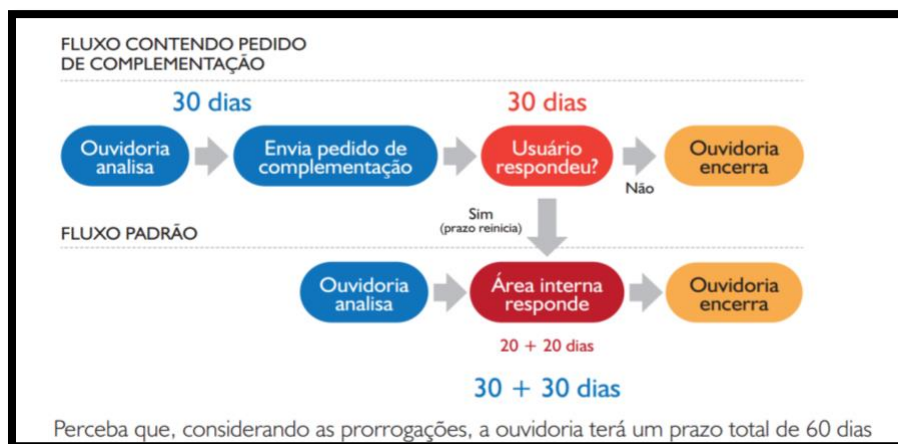 FLUXO CONTENDO PEDIDO
DE COMPLEMENTAÇÃO
30 dias
30 dias
Ouvidoria
analisa
Envia pedido de
complementação
Usuário
respondeu?
Não
Ouvidoria
encerra
Sim
(prazo reinicia)
FLUXO PADRÃO
Ouvidoria
analisa
Área interna
responde
Ouvidoria
encerra
20 + 20 dias
30 + 30 dias
Perceba que, considerando as prorrogações, a ouvidoria terá um prazo total de 60 dias